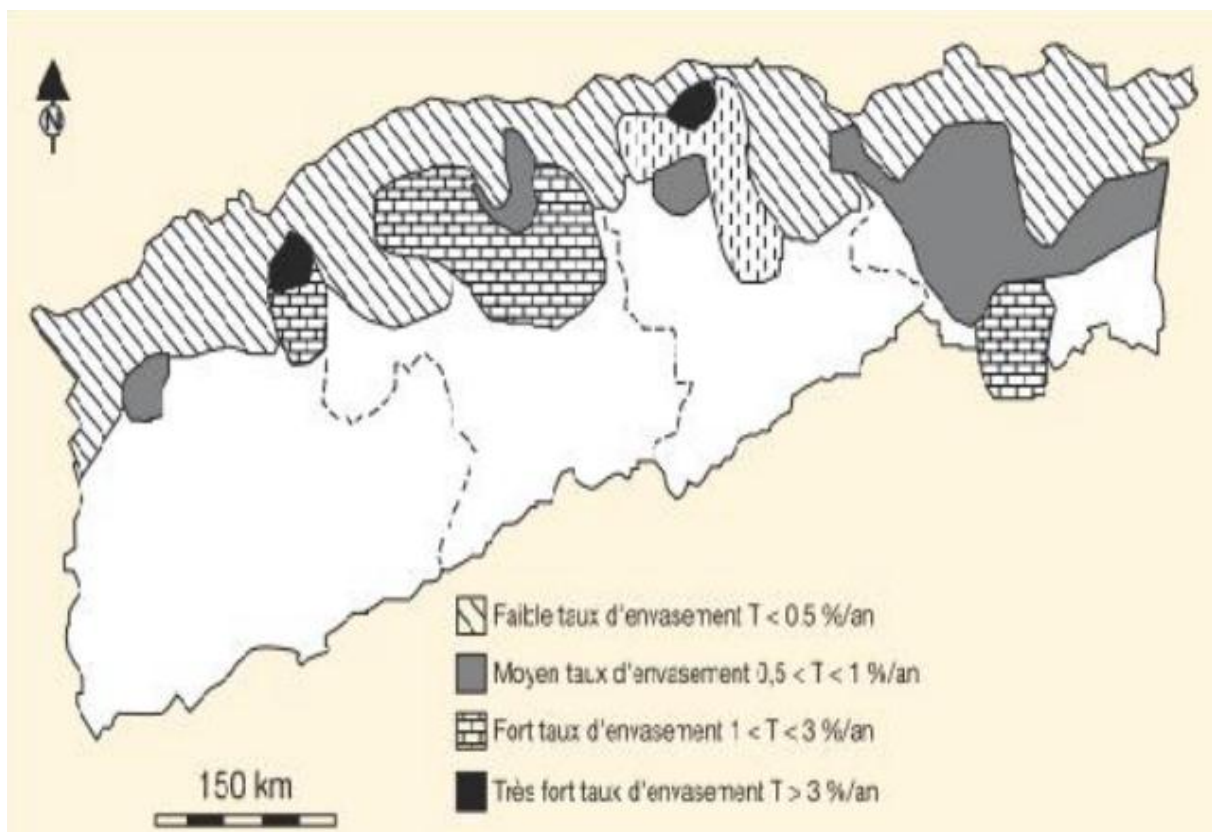 N
Faible taux d'envasement T < 0.5 %/an
Moyen taux d'envasement 0,5 < T < 1 %/an
Fort taux d'envasement 1 < T < 3 %/an
Très fort taux d'envasement T > 3 %/an
150 km